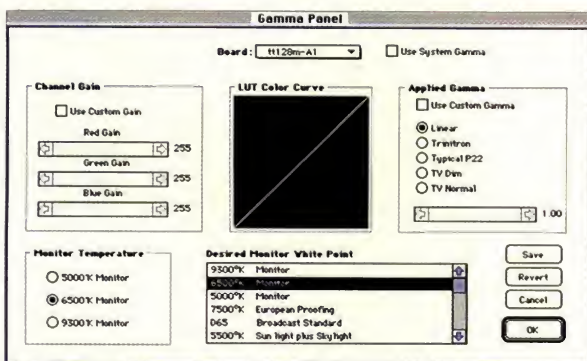 Gamma Panel
Board: tt128m-A1
Use System Gamma
Channel Gain
Use Custom Gain
Red Gain
255
Green Gain
255
Blue Gain
255
LUT Color Curve
Applied Gamma
Use Custom Gamma
Linear
Trinitron
Typical P22
TV Dim
TV Normal
1.00
Monitor Temperature
5000°K Monitor
6500°K Monitor
9300°K Monitor
Desired Monitor White Point
9300°K Monitor
6500°K Monitor
5000°K Monitor
7500°K European Proofing
D65 Broadcast Standard
5500°K Sun light plus Skylight
Save
Revert
Cancel
OK